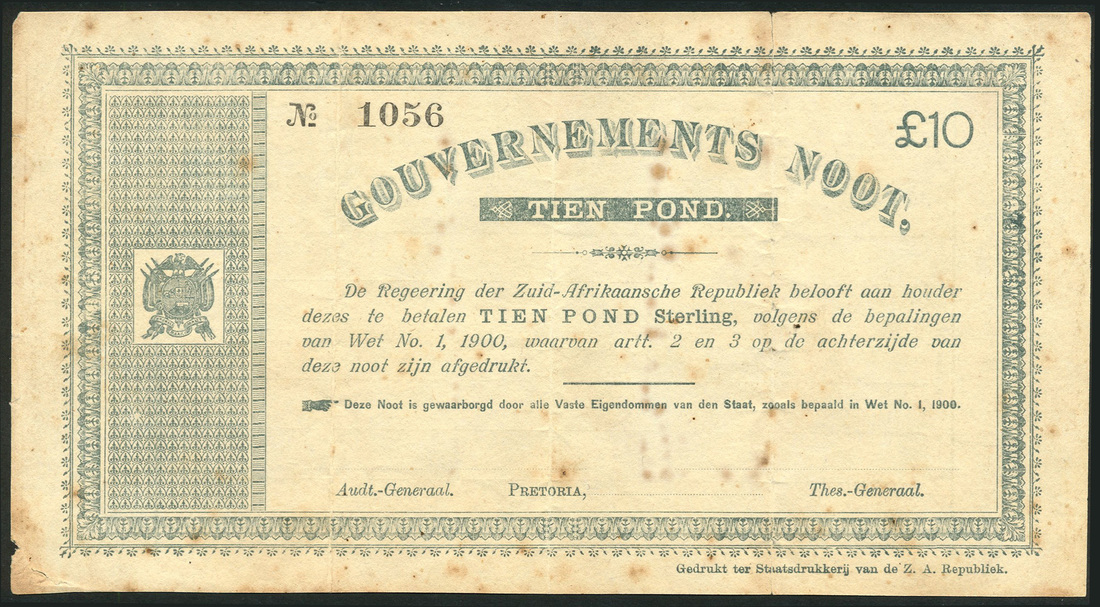 № 1056
£10
GOUVERNEMENTS NOOT,
TIEN POND.
De Regeering der Zuid-Afrikaansche Republiek belooft aan houder
dezes te betalen TIEN POND Sterling, volgens de bepalingen
van Wet No. 1, 1900, waarvan artt. 2 en 3 op de achterzijde van
deze noot zijn afgedrukt.
Deze Noot is gewaarborgd door alle Vaste Eigendommen van den Staat, zooals bepaald in Wet No. 1, 1900.
Audt.-Generaal. PRETORIA, Thes.-Generaal.
Gedrukt ter Staatsdrukkerij van de Z. A. Republiek.